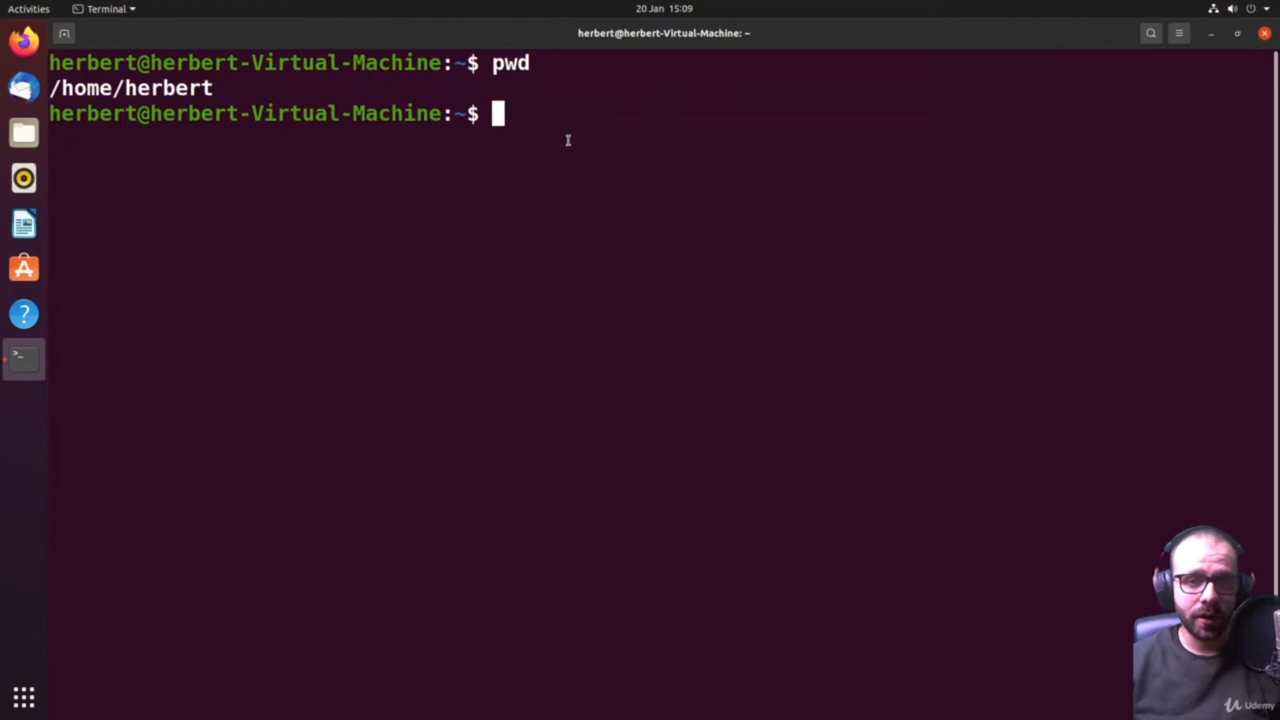 Activities
Terminal
20 Jan 15:09
herbert@herbert-Virtual-Machine: ~
herbert@herbert-Virtual-Machine:~$ pwd
/home/herbert
herbert@herbert-Virtual-Machine:~$
Udemy